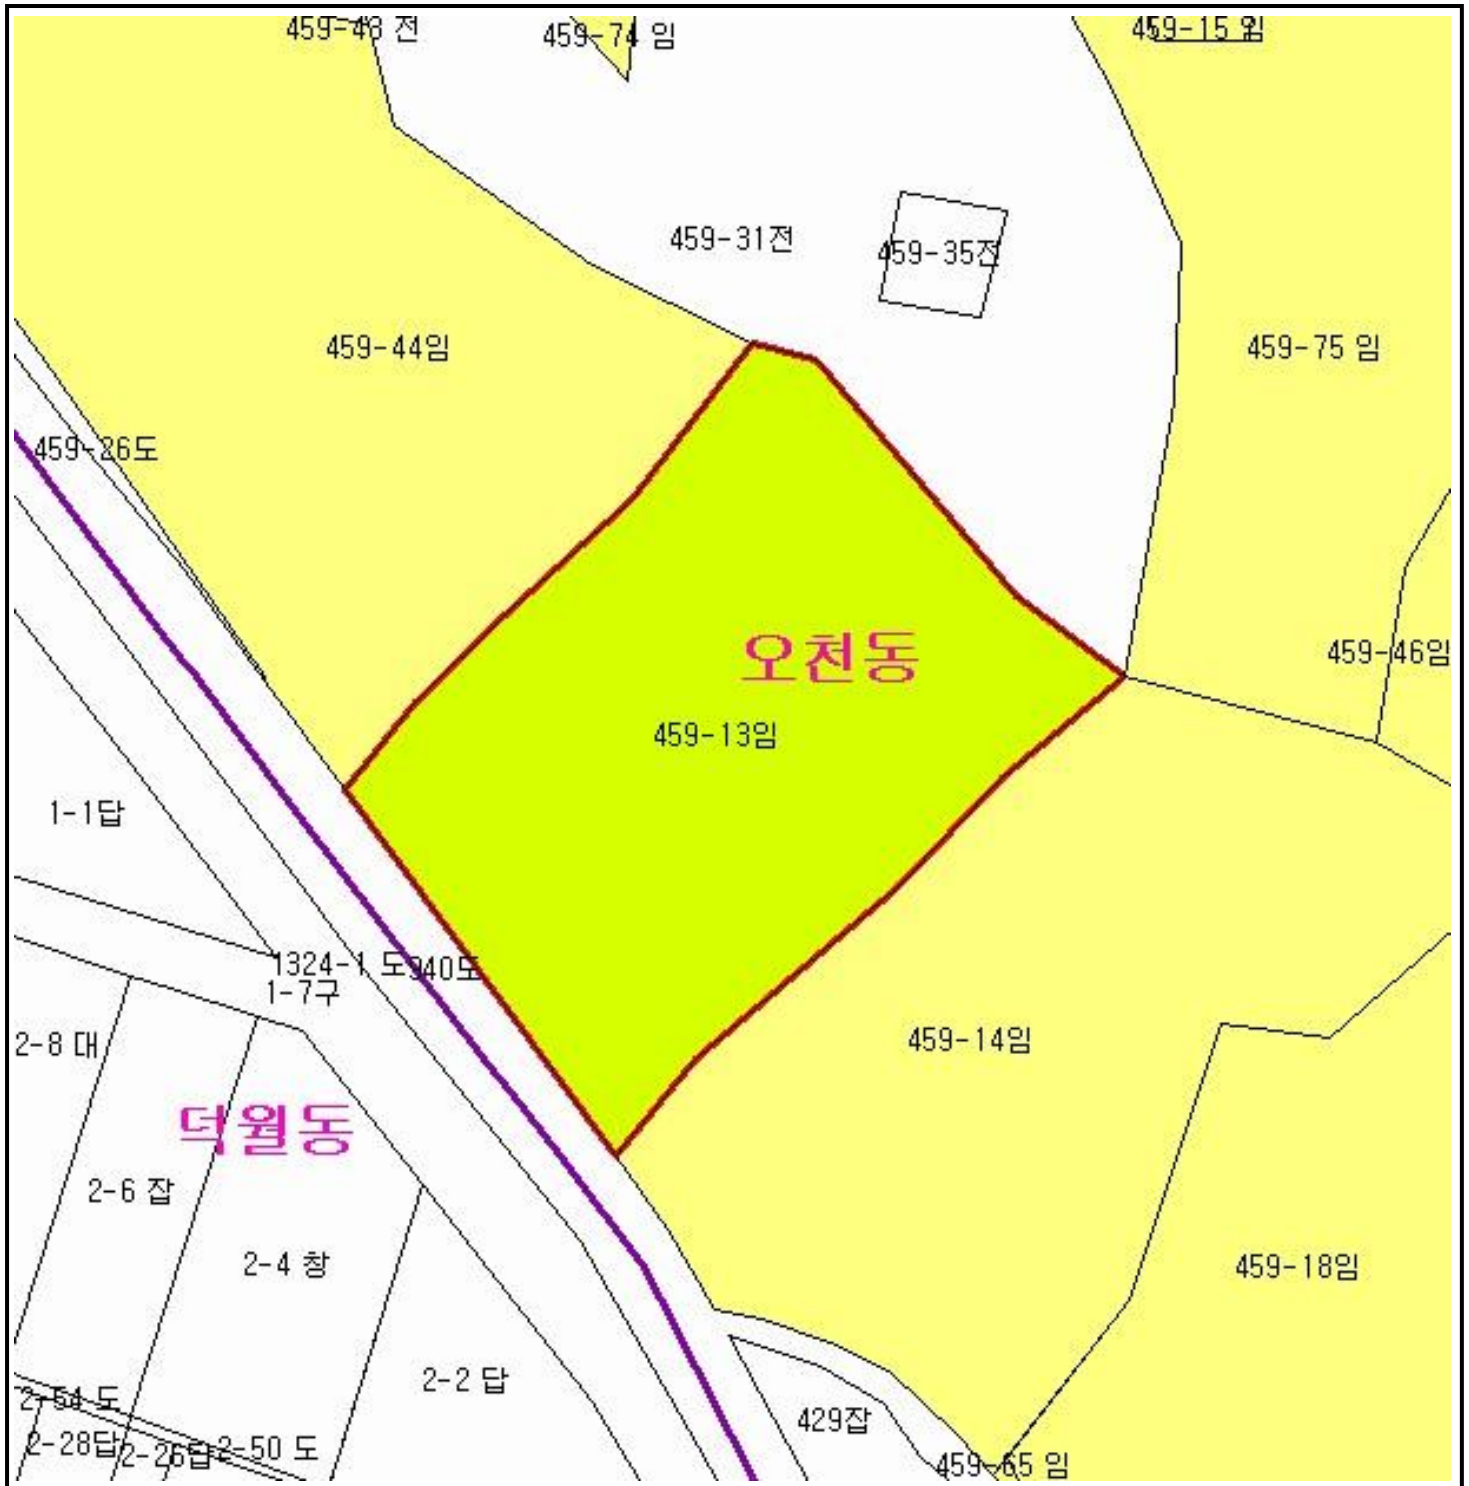 459-43 전
459-74 임
459-15 임
459-31전
459-35전
459-44임
459-75 임
459-26도
오천동
459-46임
459-13임
1-1답
1324-1 도
940도
1-7구
2-8 대
459-14임
덕월동
2-6 잡
2-4 창
459-18임
2-2 답
2-54 도
429잡
2-28답
2-26답
2-50 도
459-65 임